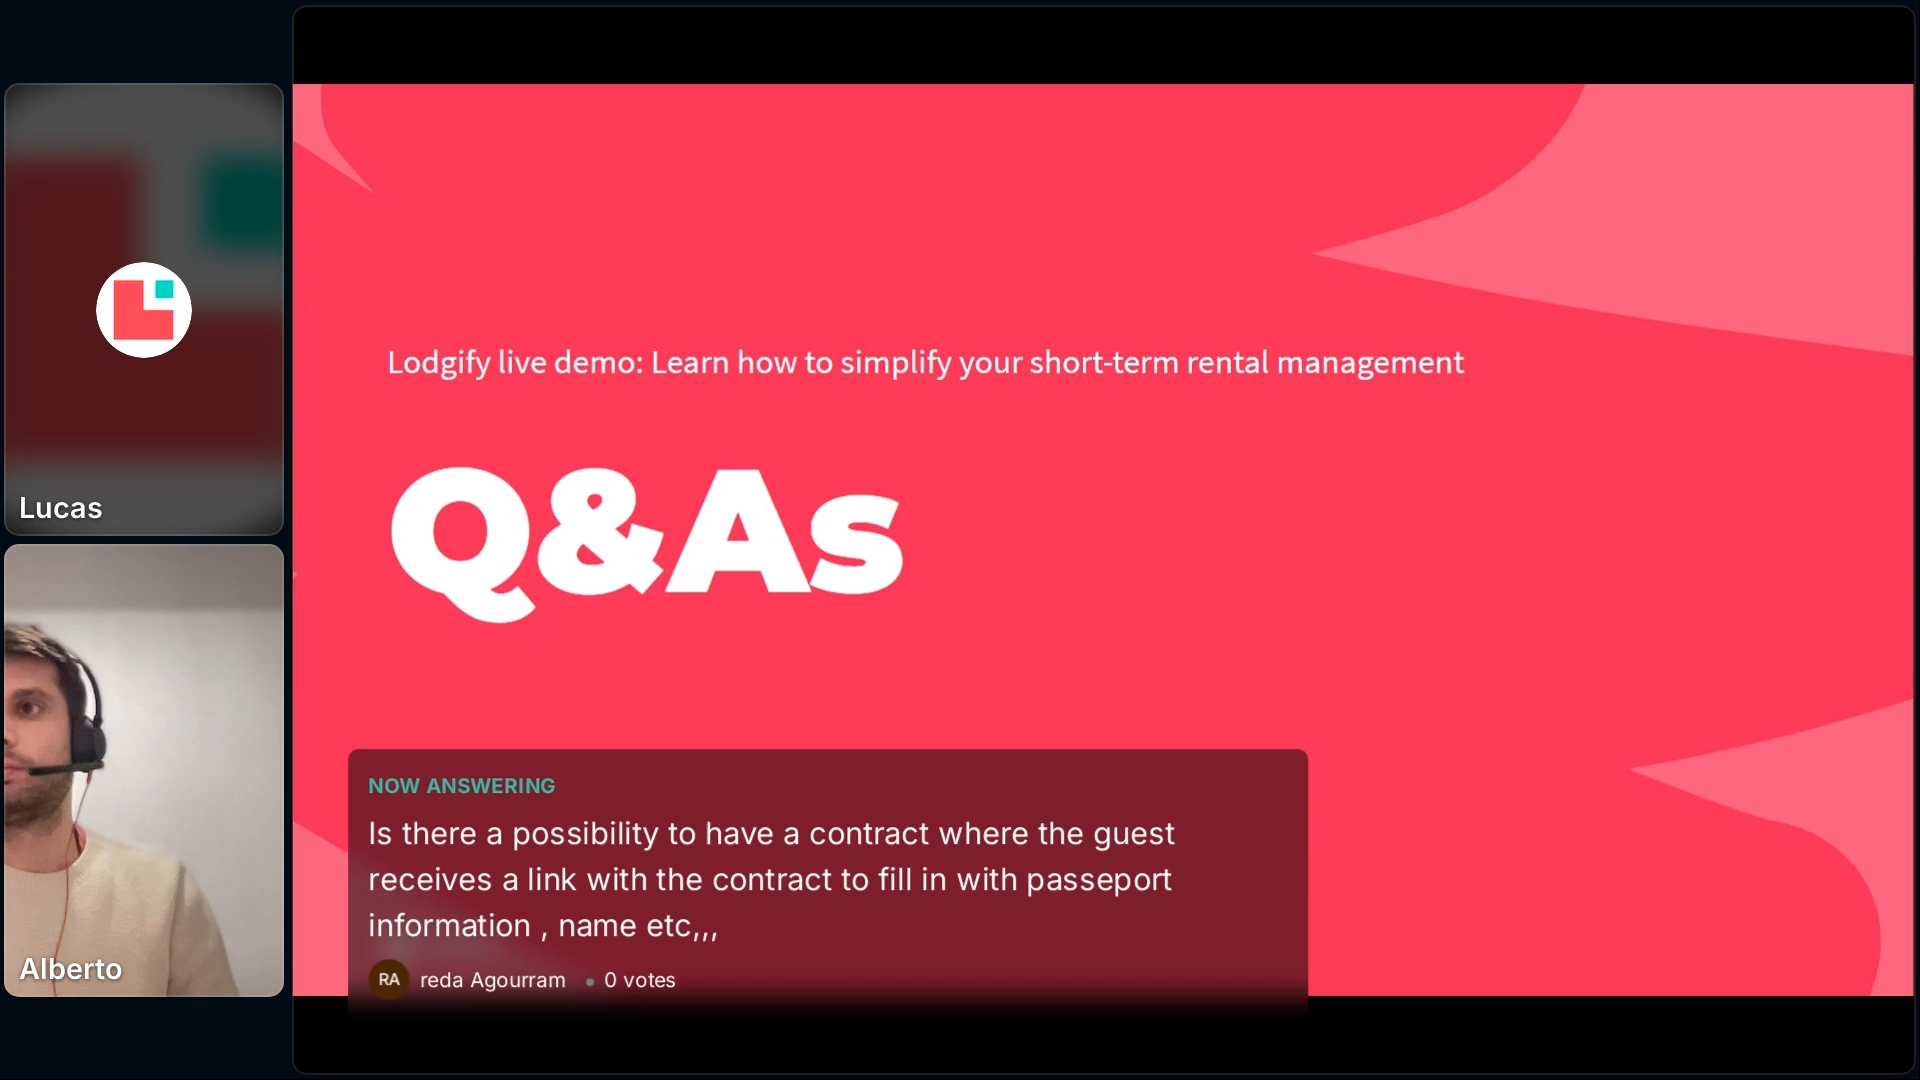 Lucas
Alberto
Lodgify live demo: Learn how to simplify your short-term rental management
Q&As
NOW ANSWERING
Is there a possibility to have a contract where the guest
receives a link with the contract to fill in with passeport
information , name etc,,,
RA reda Agourram • 0 votes